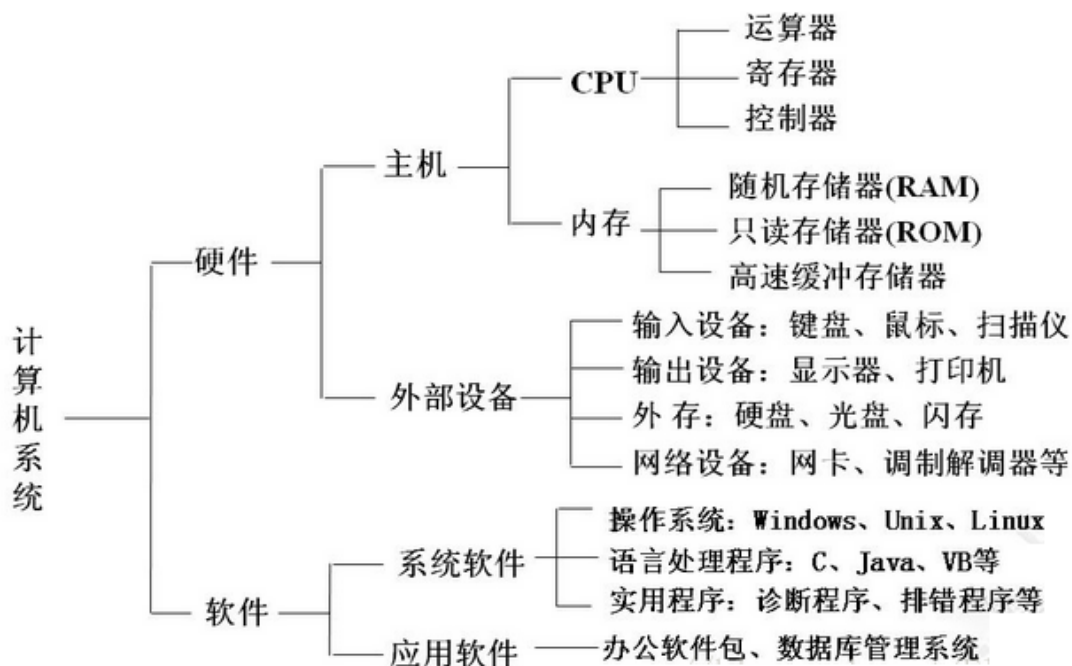 运算器
CPU
寄存器
控制器
主机
随机存储器(RAM)
内存
只读存储器(ROM)
高速缓冲存储器
硬件
输入设备：键盘、鼠标、扫描仪
输出设备：显示器、打印机
外部设备
外 存：硬盘、光盘、闪存
网络设备：网卡、调制解调器等
计算机系统
操作系统：Windows、Unix、Linux
系统软件
语言处理程序：C、Java、VB等
实用程序：诊断程序、排错程序等
软件
应用软件
办公软件包、数据库管理系统